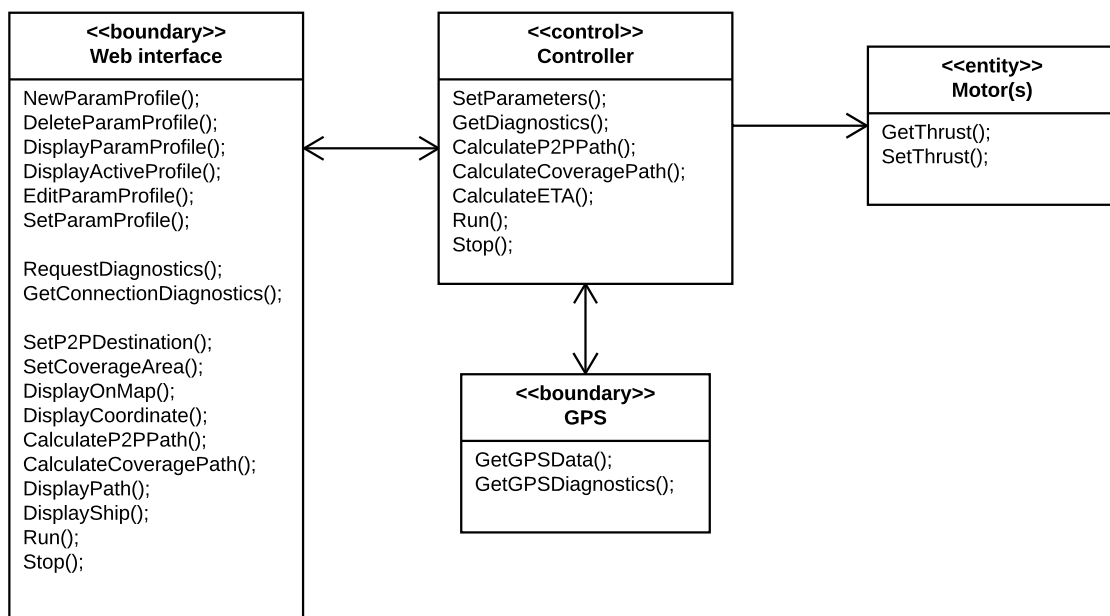 <<boundary>>
Web interface
NewParamProfile();
DeleteParamProfile();
DisplayParamProfile();
DisplayActiveProfile();
EditParamProfile();
SetParamProfile();
RequestDiagnostics();
GetConnectionDiagnostics();
SetP2PDestination();
SetCoverageArea();
DisplayOnMap();
DisplayCoordinate();
CalculateP2PPath();
CalculateCoveragePath();
DisplayPath();
DisplayShip();
Run();
Stop();
<<control>>
Controller
SetParameters();
GetDiagnostics();
CalculateP2PPath();
CalculateCoveragePath();
CalculateETA();
Run();
Stop();
<<entity>>
Motor(s)
GetThrust();
SetThrust();
<<boundary>>
GPS
GetGPSData();
GetGPSDiagnostics();